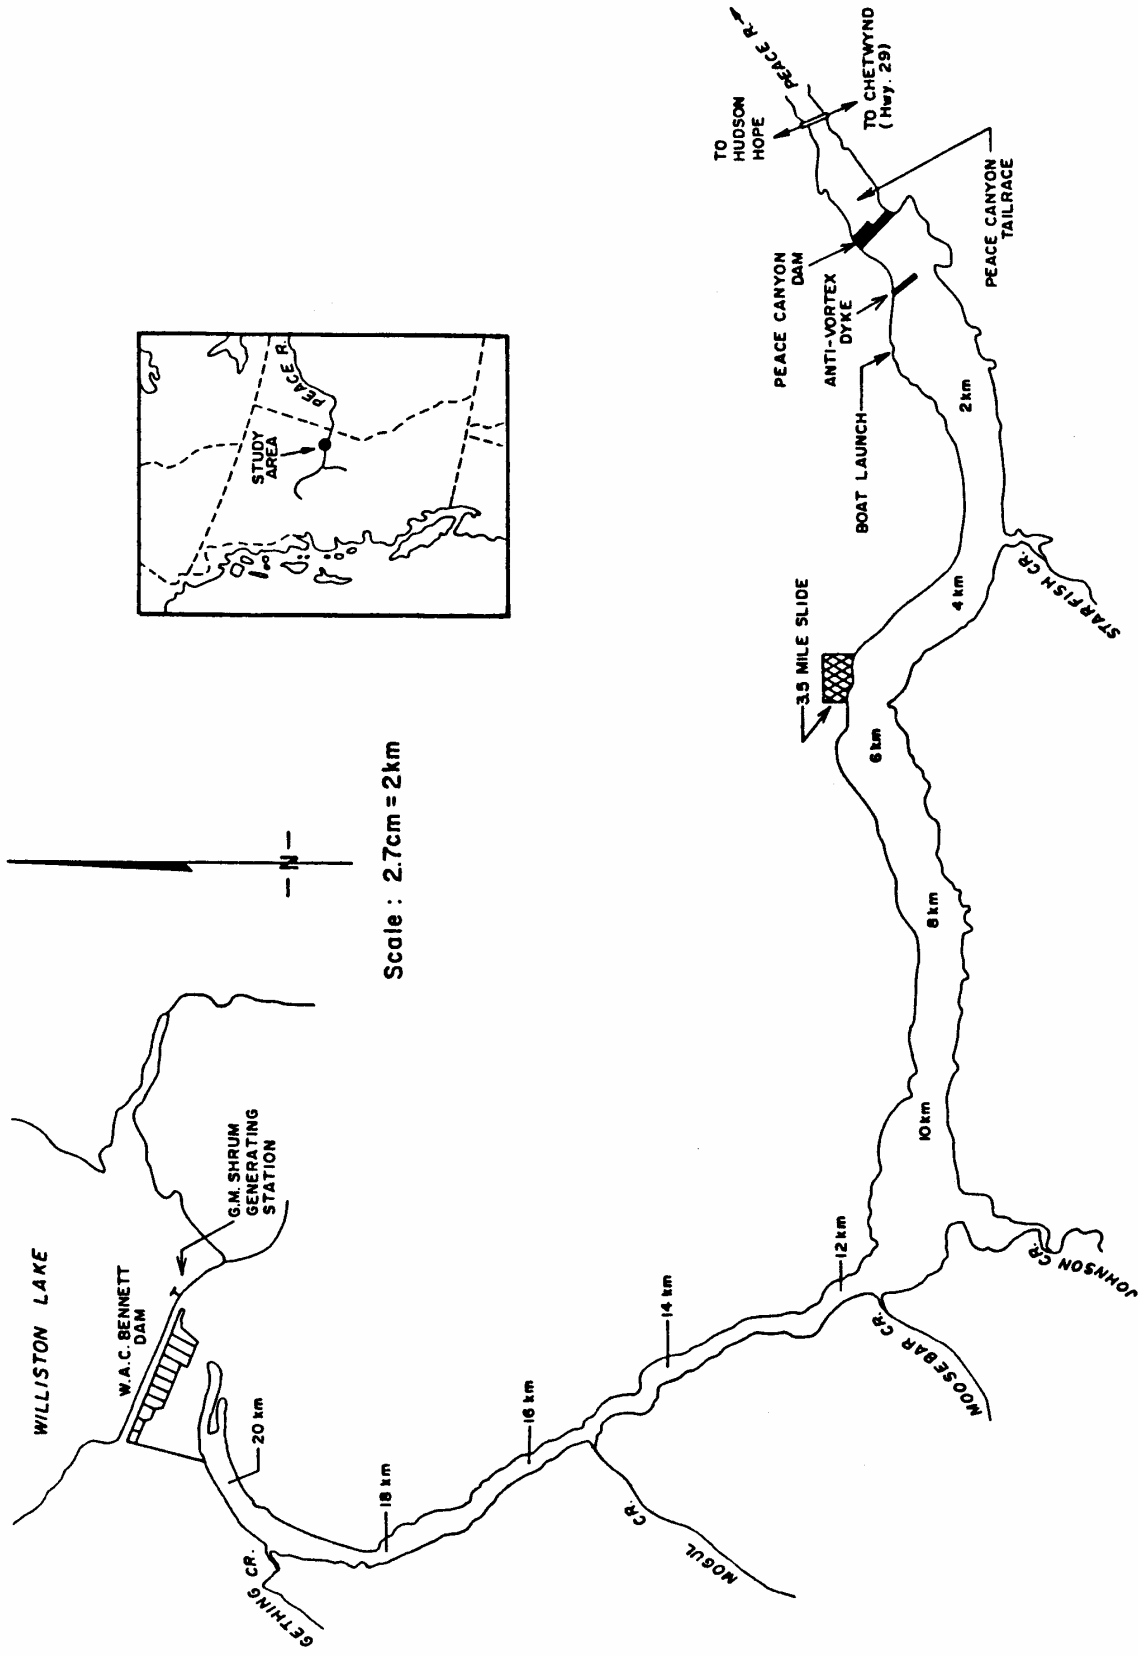 WILLISTON LAKE
W.A.C. BENNETT
DAM
G.M. SHRUM
GENERATING
STATION
20 km
GETHING CR.
18 km
16 km
MOGUL CR.
14 km
12 km
MOOSEBAR CR.
JOHNSON CR.
10 km
8 km
6 km
3.5 MILE SLIDE
4 km
STARFISH CR.
2 km
BOAT LAUNCH
ANTI-VORTEX
DYKE
PEACE CANYON
DAM
PEACE CANYON
TAILRACE
TO
HUDSON
HOPE
TO CHETWYND
(Hwy. 29)
PEACE R.
N
Scale : 2.7cm = 2km
STUDY
AREA
PEACE R.